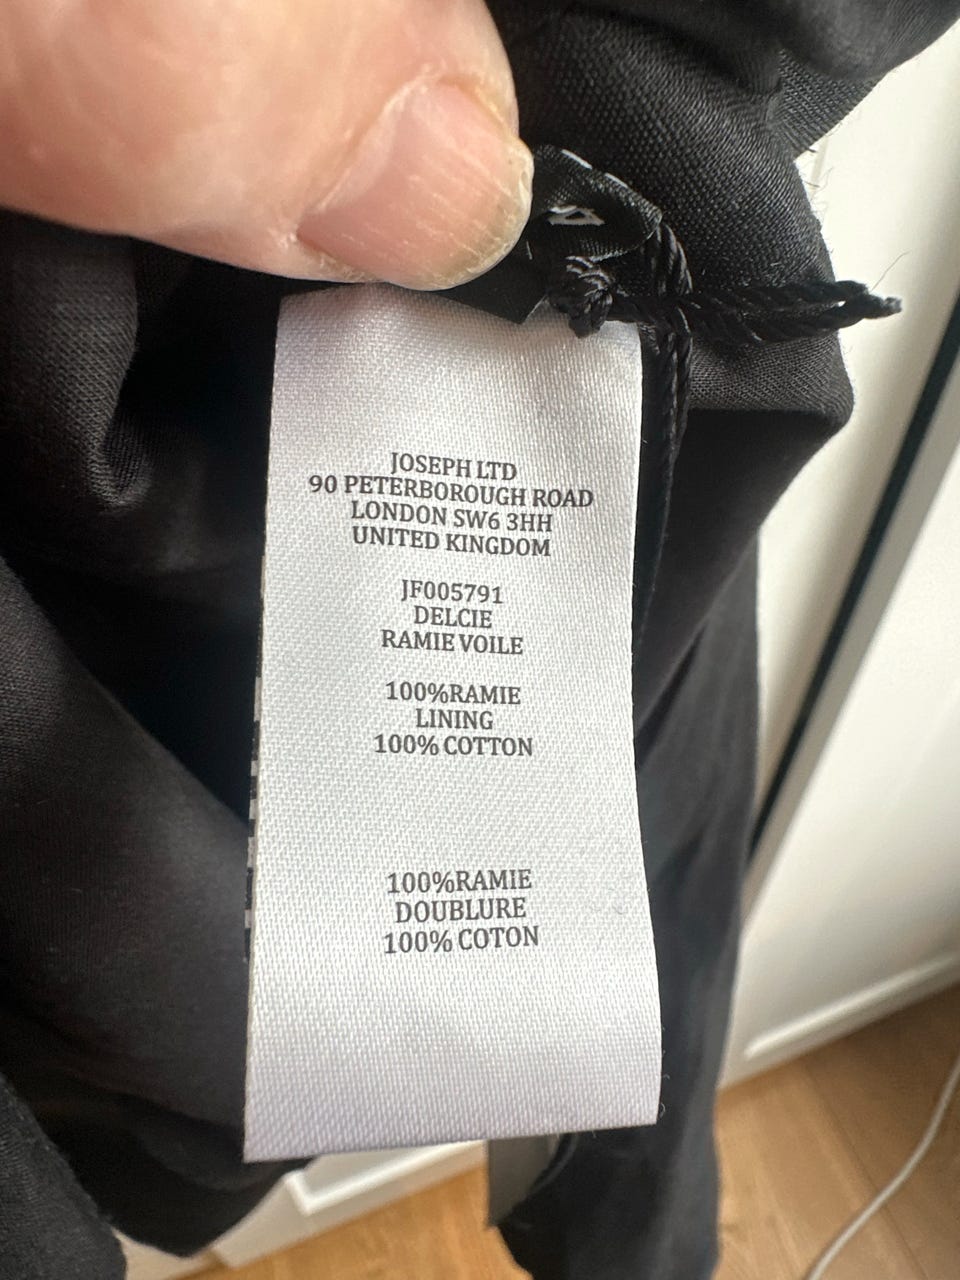 JOSEPH LTD
90 PETERBOROUGH ROAD
LONDON SW6 3HH
UNITED KINGDOM
JF005791
DELCIE
RAMIE VOILE
100%RAMIE
LINING
100% COTTON
100%RAMIE
DOUBLURE
100% COTON